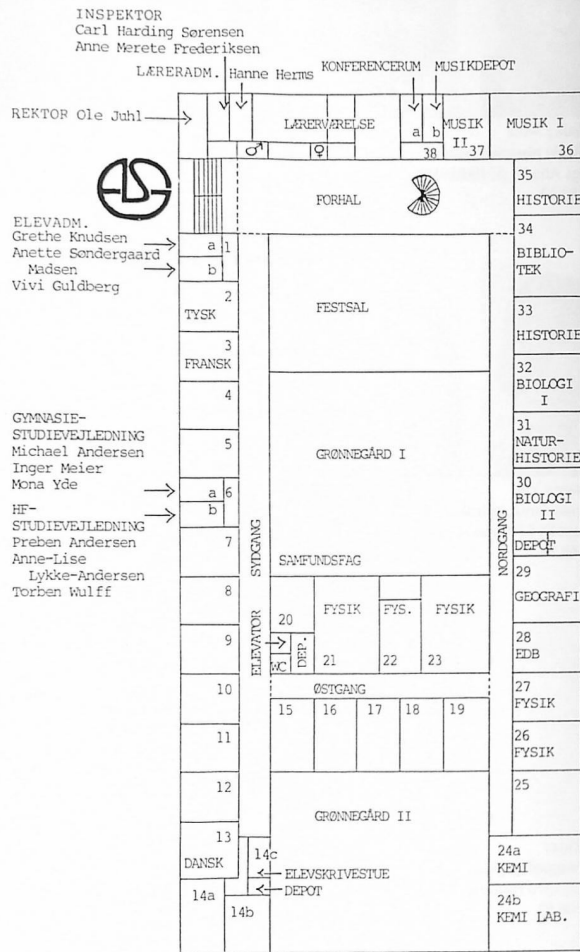 INSPEKTOR
Carl Harding Sørensen
Anne Merete Frederiksen
LÆRERADM. Hanne Herms
KONFERENCERUM MUSIKDEPOT
REKTOR Ole Juhl
LÆRERVÆRELSE
a
b
38
MUSIK
II
37
MUSIK I
36
♂
♀
FORHAL
35
HISTORIE
ELEVADM.
Grethe Knudsen
Anette Søndergaard
Madsen
Vivi Guldberg
a
1
b
34
BIBLIO-
TEK
2
TYSK
FESTSAL
33
HISTORIE
3
FRANSK
32
BIOLOGI
I
4
GYMNASIE-
STUDIEVEJLEDNING
Michael Andersen
Inger Meier
Mona Yde
HF-
STUDIEVEJLEDNING
Preben Andersen
Anne-Lise
Lykke-Andersen
Torben Wulff
5
GRØNNEGÅRD I
31
NATUR-
HISTORIE
a
6
b
30
BIOLOGI
II
7
SYDGANG
NORDGANG
DEPOT
SAMFUNDSFAG
29
GEOGRAFI
8
20
FYSIK
21
FYS.
22
FYSIK
23
9
ELEVATOR
WC
DEP.
28
EDB
10
ØSTGANG
27
FYSIK
15
16
17
18
19
11
26
FYSIK
12
GRØNNEGÅRD II
25
13
DANSK
14c
ELEVSKRIVESTUE
DEPOT
24a
KEMI
14a
14b
24b
KEMI LAB.